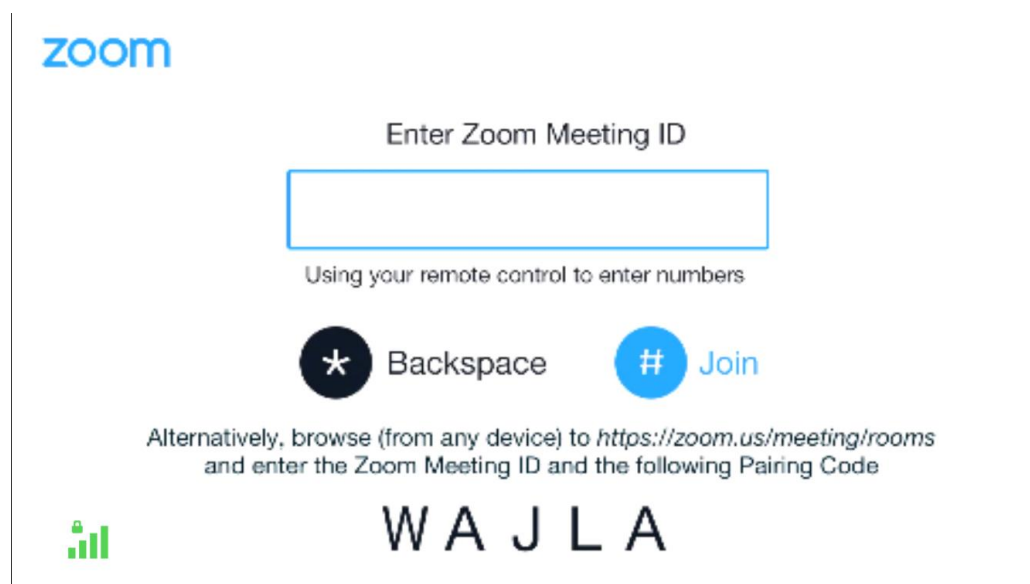 zoom
Enter Zoom Meeting ID
Using your remote control to enter numbers
* Backspace # Join
Alternatively, browse (from any device) to https://zoom.us/meeting/rooms
and enter the Zoom Meeting ID and the following Pairing Code
W A J L A